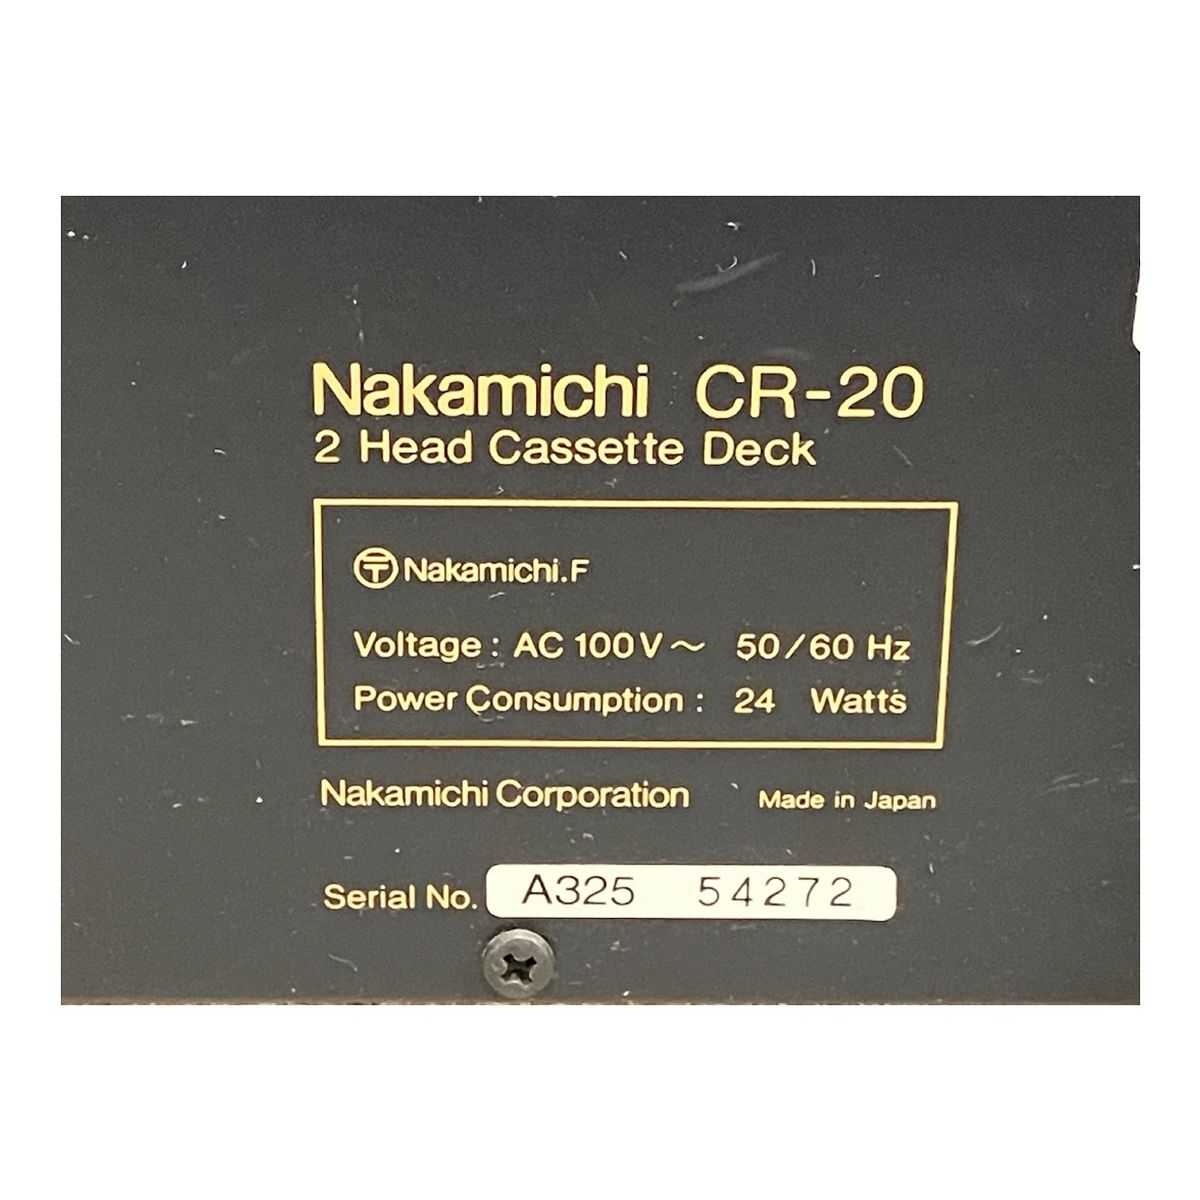 Nakamichi CR-20
2 Head Cassette Deck
Nakamichi.F
Voltage : AC 100V ~ 50/60 Hz
Power Consumption : 24 Watts
Nakamichi Corporation Made in Japan
Serial No. A325 54272